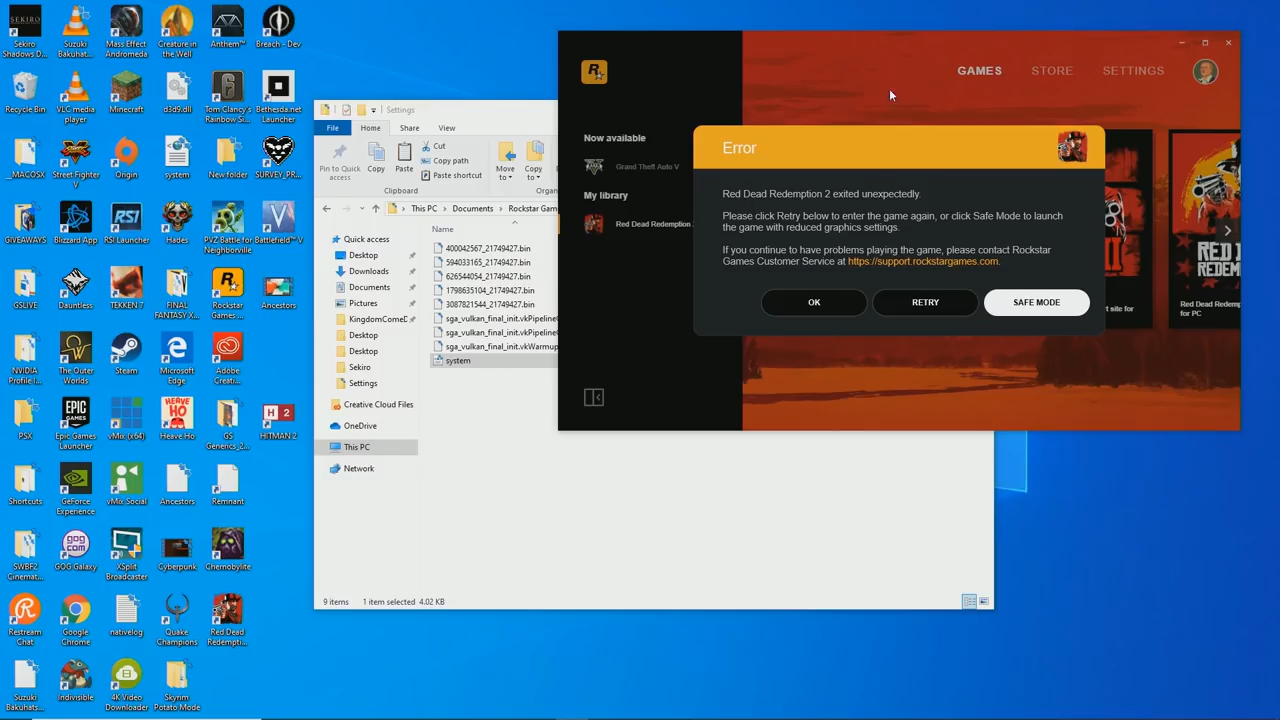 Sekiro
Shadows D...
Suzuki
Bakuhat...
Mass Effect
Andromeda
Creature in
the Well
Anthem™
Breach - Dev
Recycle Bin
VLC media
player
Minecraft
d3d9.dll
Tom Clancy's
Rainbow Si...
Bethesda.net
Launcher
__MACOSX
Street Fighter
V
Origin
system
New folder
SURVEY_PR...
GIVEAWAYS
Blizzard App
RSI Launcher
Hades
PVZ Battle for
Neighborville
Battlefield™ V
GSLIVE
Dauntless
TEKKEN 7
FINAL
FANTASY X...
Rockstar
Games ...
Ancestors
NVIDIA
Profile I...
The Outer
Worlds
Steam
Microsoft
Edge
Adobe
Creati...
PSX
Epic Games
Launcher
vMix (x64)
Heave Ho
GS
Generics_2...
HITMAN 2
Shortcuts
GeForce
Experience
vMix Social
Ancestors
Remnant
SWBF2
Cinemat...
GOG Galaxy
XSplit
Broadcaster
Cyberpunk
Chernobylite
Restream
Chat
Google
Chrome
nativelog
Quake
Champions
Red Dead
Redempti...
Suzuki
Bakuhats...
Indivisible
4K Video
Downloader
Skyrim
Potato Mode
Settings
File
Home
Share
View
Pin to Quick
access
Copy
Paste
Cut
Copy path
Paste shortcut
Move
to
Copy
to
Clipboard
Organ
This PC > Documents > Rockstar Gam
Name
Quick access
Desktop
Downloads
Documents
Pictures
KingdomComeD
Desktop
Desktop
Sekiro
Settings
Creative Cloud Files
OneDrive
This PC
Network
400042567_21749427.bin
594033165_21749427.bin
626544054_21749427.bin
1798635104_21749427.bin
3087821544_21749427.bin
sga_vulkan_final_init.vkPipeline
sga_vulkan_final_init.vkPipeline
sga_vulkan_final_init.vkWarmup
system
9 items
1 item selected 4.02 KB
GAMES
STORE
SETTINGS
Now available
Grand Theft Auto V
My library
Red Dead Redemption
Error
Red Dead Redemption 2 exited unexpectedly.
Please click Retry below to enter the game again, or click Safe Mode to launch
the game with reduced graphics settings.
If you continue to have problems playing the game, please contact Rockstar
Games Customer Service at https://support.rockstargames.com.
OK
RETRY
SAFE MODE
rt site for
RED
REDEM
Red Dead Redemp
for PC